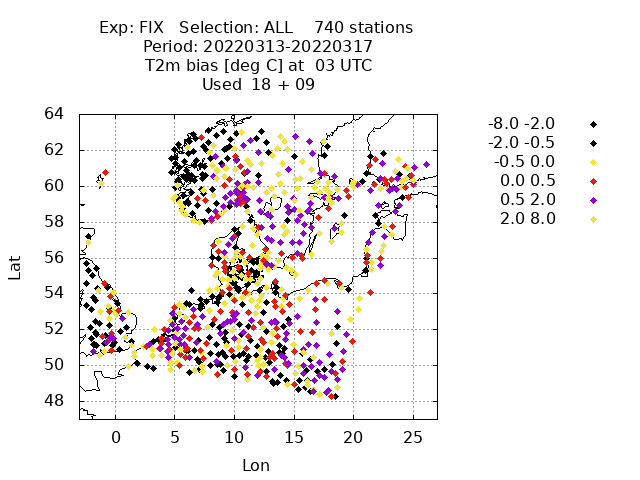 Exp: FIX   Selection: ALL    740 stations
Period: 20220313-20220317
T2m bias [deg C] at  03 UTC
Used  18 + 09
-8.0 -2.0
-2.0 -0.5
-0.5 0.0
0.0 0.5
0.5 2.0
2.0 8.0
64
62
60
58
56
54
52
50
48
Lat
0 5 10 15 20 25
Lon